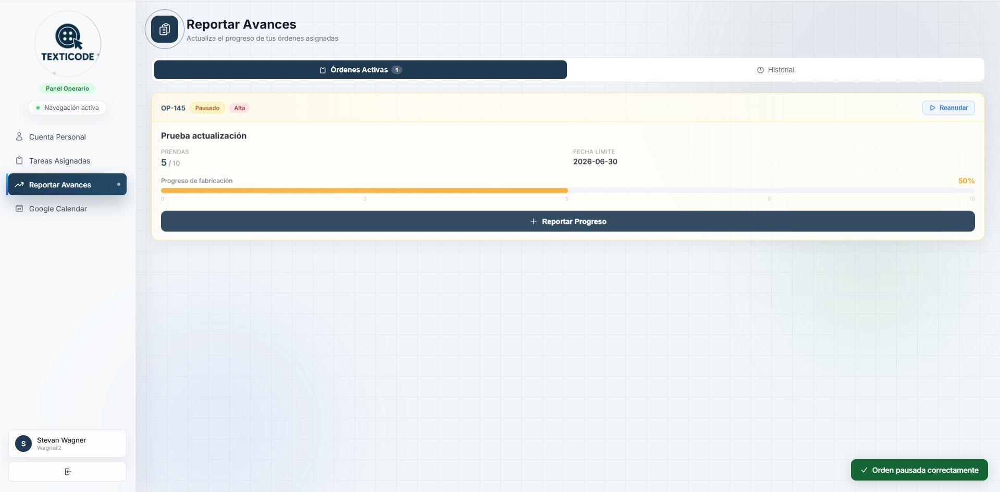 TEXTICODE
Panel Operario
Navegación activa
Cuenta Personal
Tareas Asignadas
Reportar Avances
Google Calendar
Stevan Wagner
S
Wagner2
Reportar Avances
Actualiza el progreso de tus órdenes asignadas
Órdenes Activas 1
Historial
OP-145 Pausado Alta
Reanudar
Prueba actualización
PRENDAS
5 / 10
FECHA LÍMITE
2026-06-30
Progreso de fabricación
50%
0 3 5 8 10
Reportar Progreso
Orden pausada correctamente